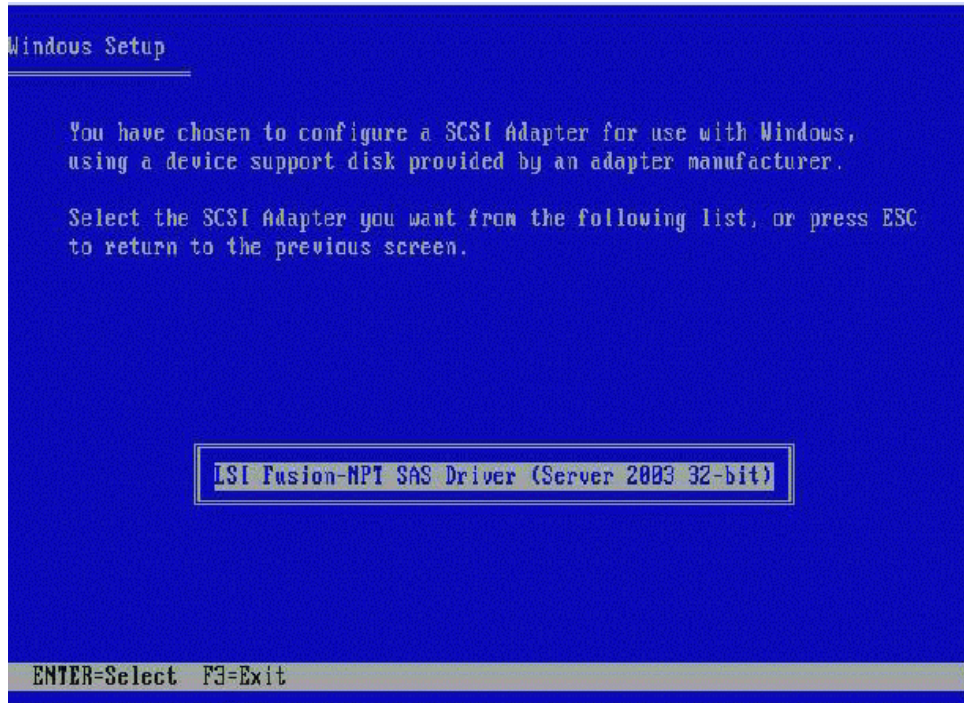 Windows Setup
You have chosen to configure a SCSI Adapter for use with Windows,
using a device support disk provided by an adapter manufacturer.
Select the SCSI Adapter you want from the following list, or press ESC
to return to the previous screen.
LSI Fusion-MPT SAS Driver (Server 2003 32-bit)
ENTER=Select F3=Exit